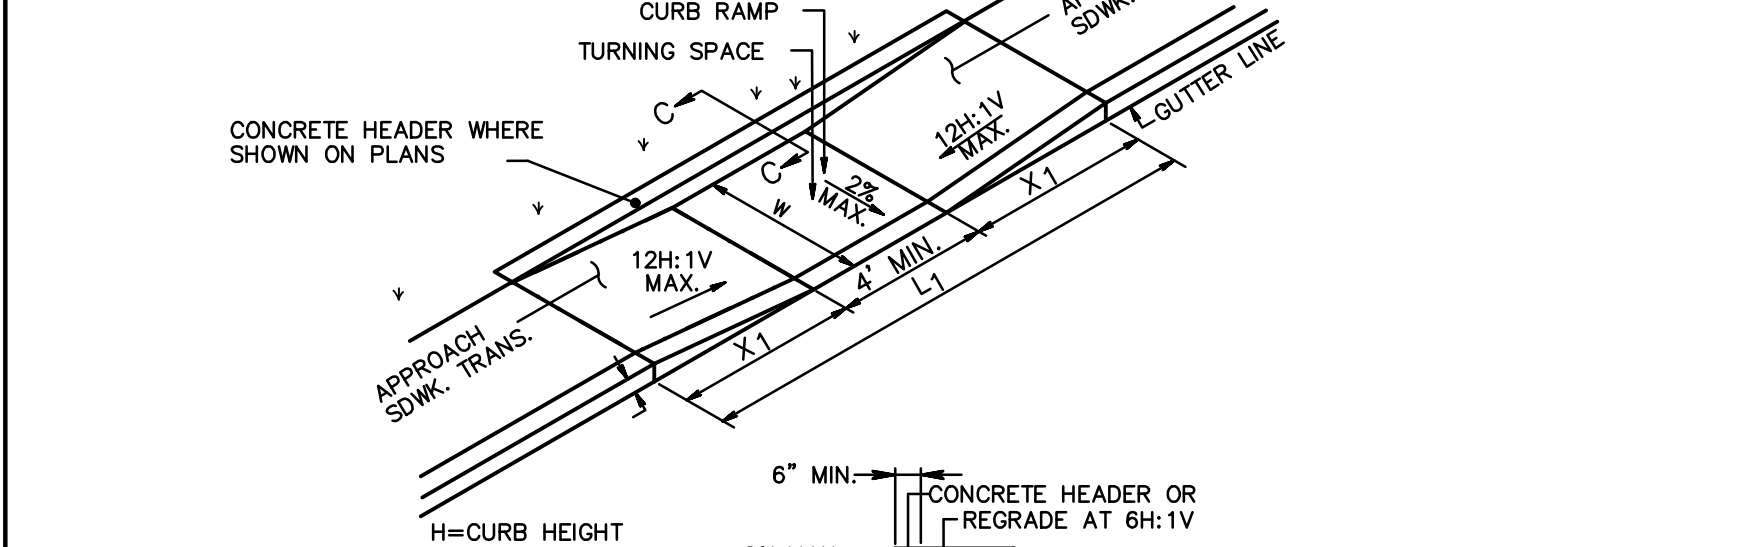 CURB RAMP
TURNING SPACE
SDWK.
GUTTER LINE
C
CONCRETE HEADER WHERE
SHOWN ON PLANS
12H:1V
MAX.
C
2%
MAX.
X1
W
12H:1V
MAX.
4' MIN.
L1
X1
APPROACH
SDWK. TRANS.
6" MIN.
CONCRETE HEADER OR
REGRADE AT 6H:1V
H=CURB HEIGHT